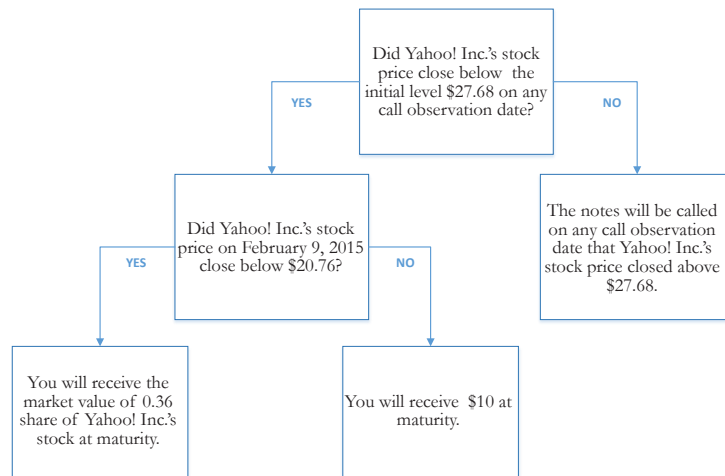 Did Yahoo! Inc.'s stock
price close below the
initial level $27.68 on any
call observation date?
YES
NO
Did Yahoo! Inc.'s stock
price on February 9, 2015
close below $20.76?
The notes will be called
on any call observation
date that Yahoo! Inc.'s
stock price closed above
$27.68.
YES
NO
You will receive the
market value of 0.36
share of Yahoo! Inc.'s
stock at maturity.
You will receive $10 at
maturity.